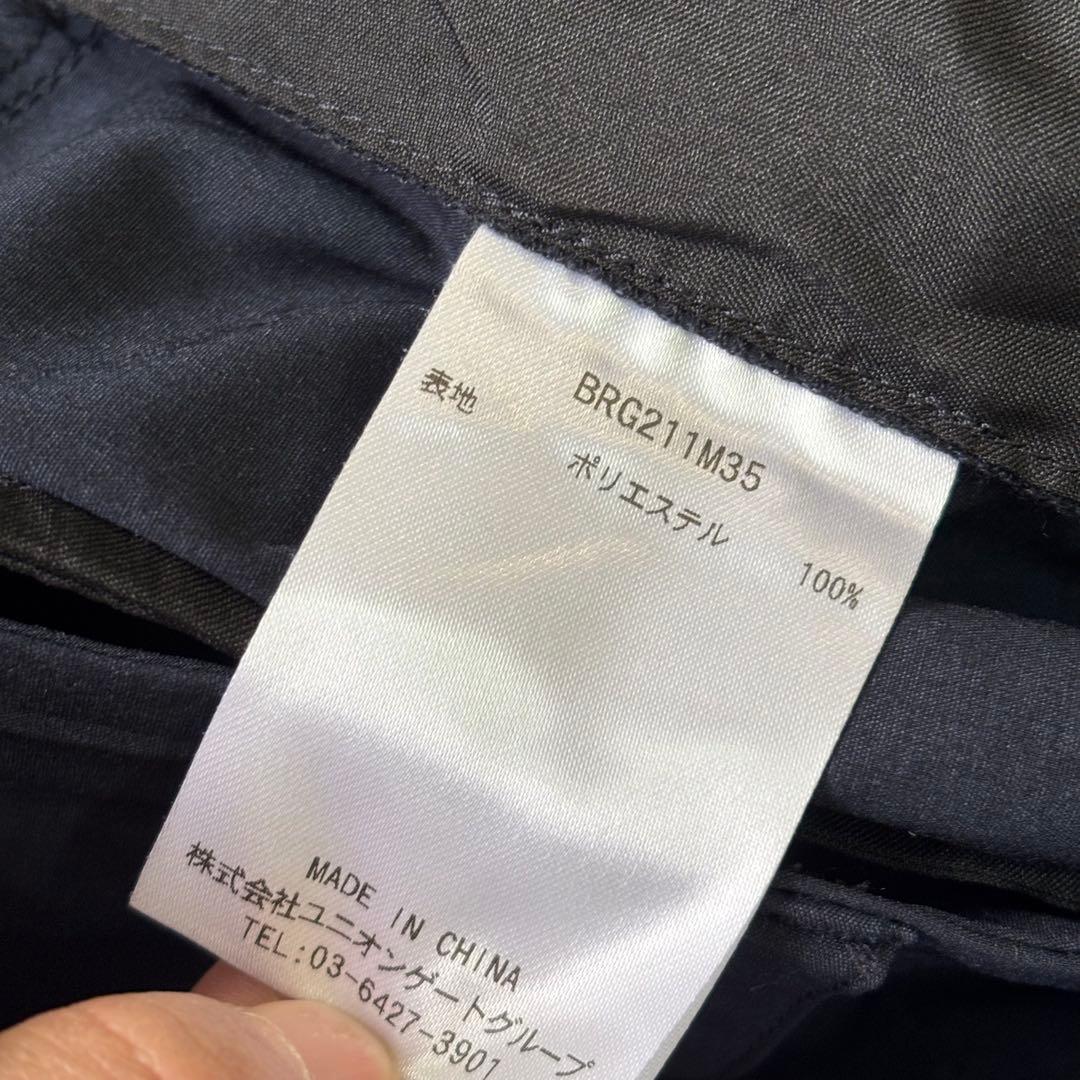 BRG211M35
表地 ポリエステル 100%
MADE IN CHINA
株式会社ユニオンゲートグループ
TEL:03-6427-3901